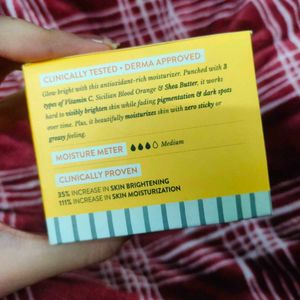 CLINICALLY TESTED • DERMA APPROVED
Glow bright with this antioxidant-rich moisturizer. Punched with 3
types of Vitamin C, Sicilian Blood Orange & Shea Butter, it works
hard to visibly brighten skin while fading pigmentation & dark spots
over time. Plus, it beautifully moisturizes skin with zero sticky or
greasy feeling.
MOISTURE METER Medium
CLINICALLY PROVEN
35% INCREASE IN SKIN BRIGHTENING
111% INCREASE IN SKIN MOISTURIZATION